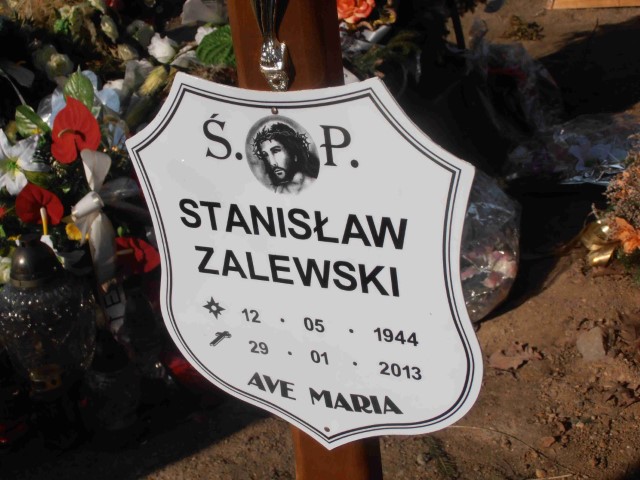 Ś. P.
STANISŁAW
ZALEWSKI
12 . 05 . 1944
29 . 01 . 2013
AVE MARIA